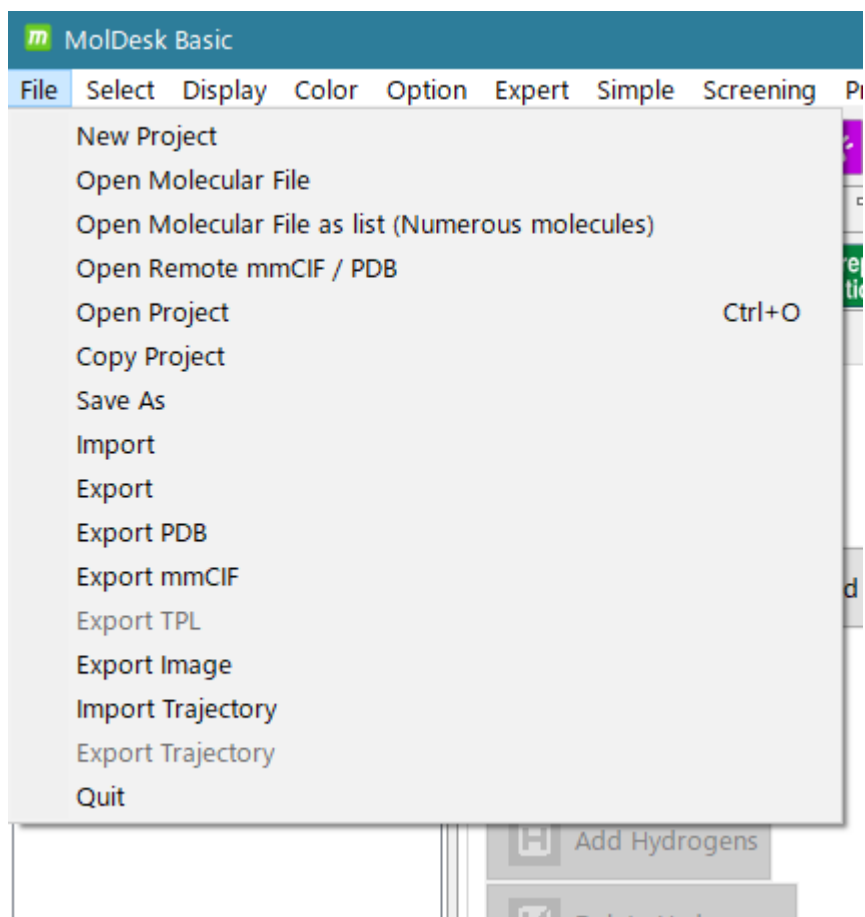 m MolDesk Basic
File Select Display Color Option Expert Simple Screening
New Project
Open Molecular File
Open Molecular File as list (Numerous molecules)
Open Remote mmCIF / PDB
Open Project Ctrl+O
Copy Project
Save As
Import
Export
Export PDB
Export mmCIF
Export TPL
Export Image
Import Trajectory
Export Trajectory
Quit
H Add Hydrogens